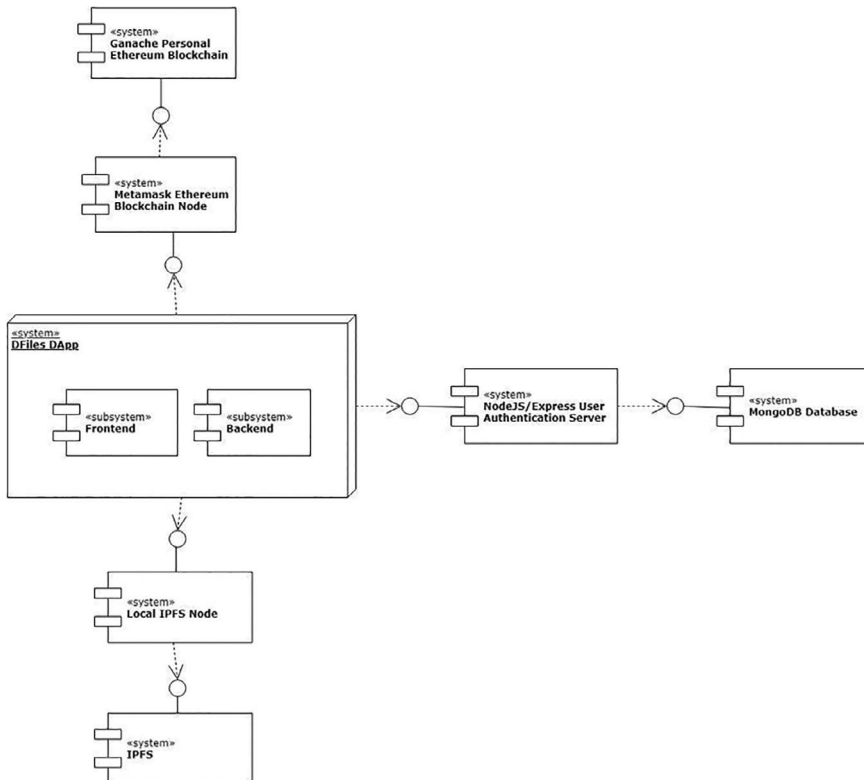 «system»
Ganache Personal
Ethereum Blockchain
«system»
Metamask Ethereum
Blockchain Node
«system»
DFiles DApp
«subsystem»
Frontend
«subsystem»
Backend
«system»
NodeJS/Express User
Authentication Server
«system»
MongoDB Database
«system»
Local IPFS Node
«system»
IPFS